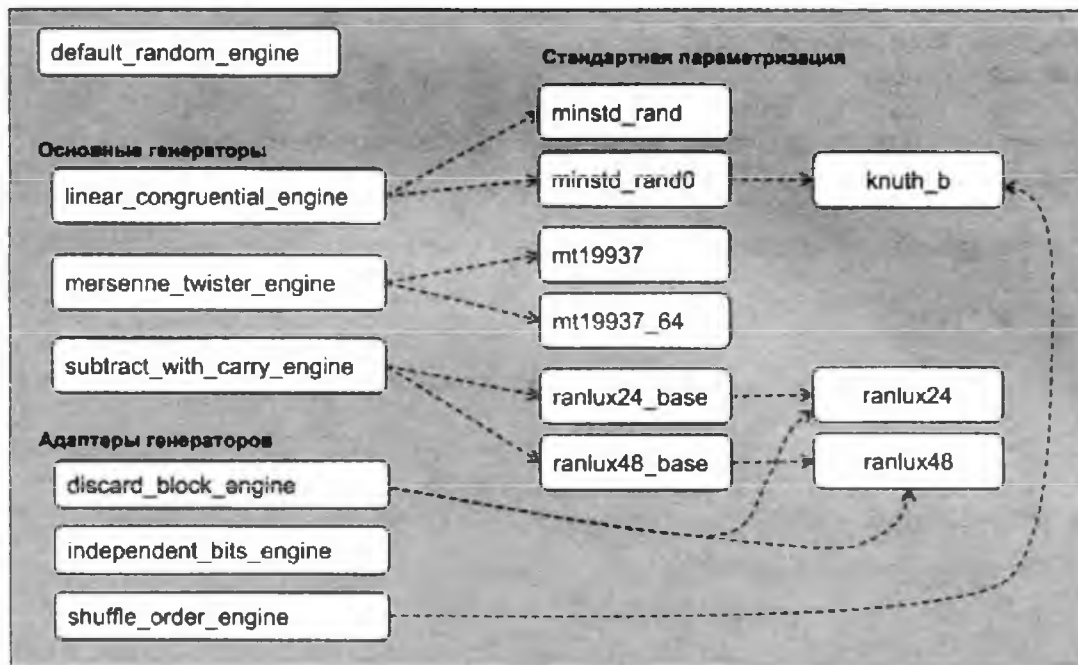 default_random_engine
Стандартная параметризация
minstd_rand
Основные генераторы
linear_congruential_engine
minstd_rand0
knuth_b
mersenne_twister_engine
mt19937
mt19937_64
subtract_with_carry_engine
ranlux24_base
ranlux24
Адаптеры генераторов
ranlux48_base
ranlux48
discard_block_engine
independent_bits_engine
shuffle_order_engine